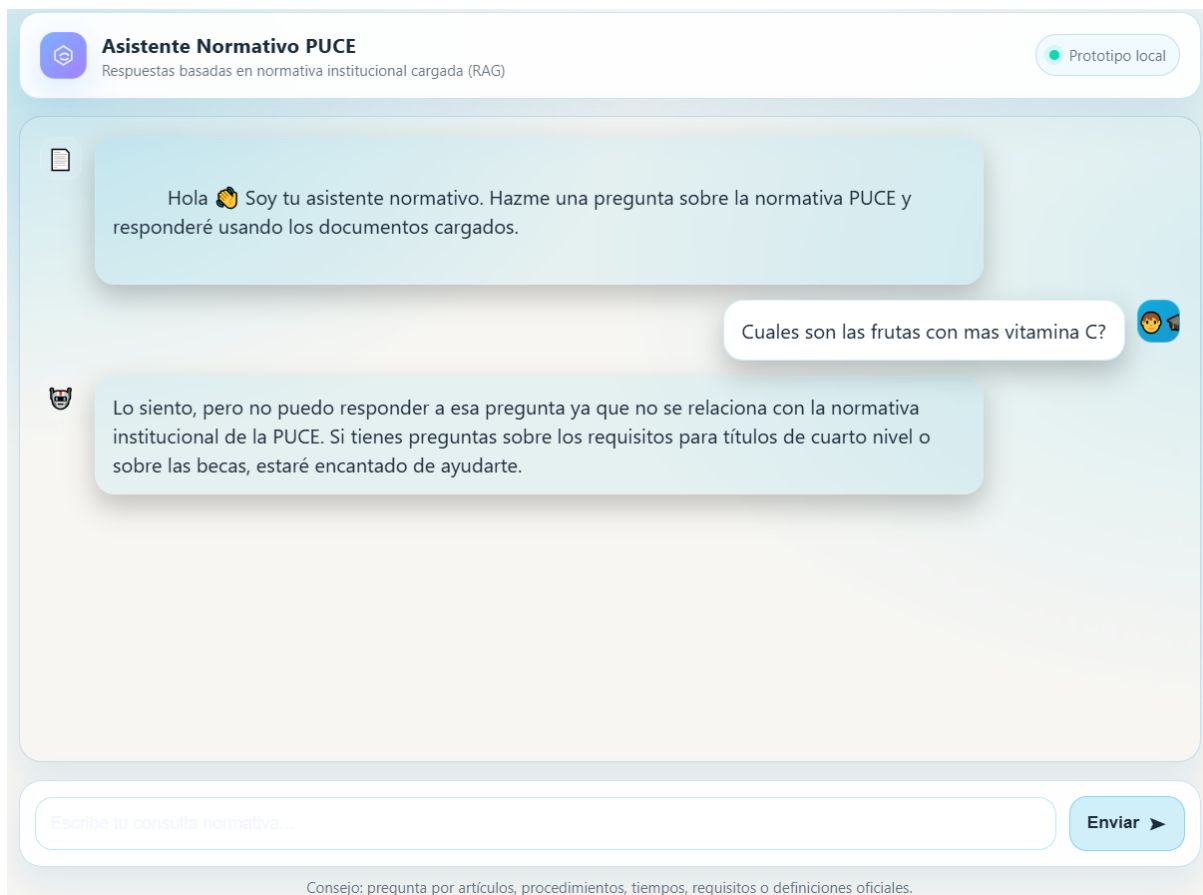 Asistente Normativo PUCE
Respuestas basadas en normativa institucional cargada (RAG)
Prototipo local
Hola 👏 Soy tu asistente normativo. Hazme una pregunta sobre la normativa PUCE y
responderé usando los documentos cargados.
Cuales son las frutas con mas vitamina C?
Lo siento, pero no puedo responder a esa pregunta ya que no se relaciona con la normativa
institucional de la PUCE. Si tienes preguntas sobre los requisitos para títulos de cuarto nivel o
sobre las becas, estaré encantado de ayudarte.
Escribe tu consulta normativa...
Enviar ➤
Consejo: pregunta por artículos, procedimientos, tiempos, requisitos o definiciones oficiales.